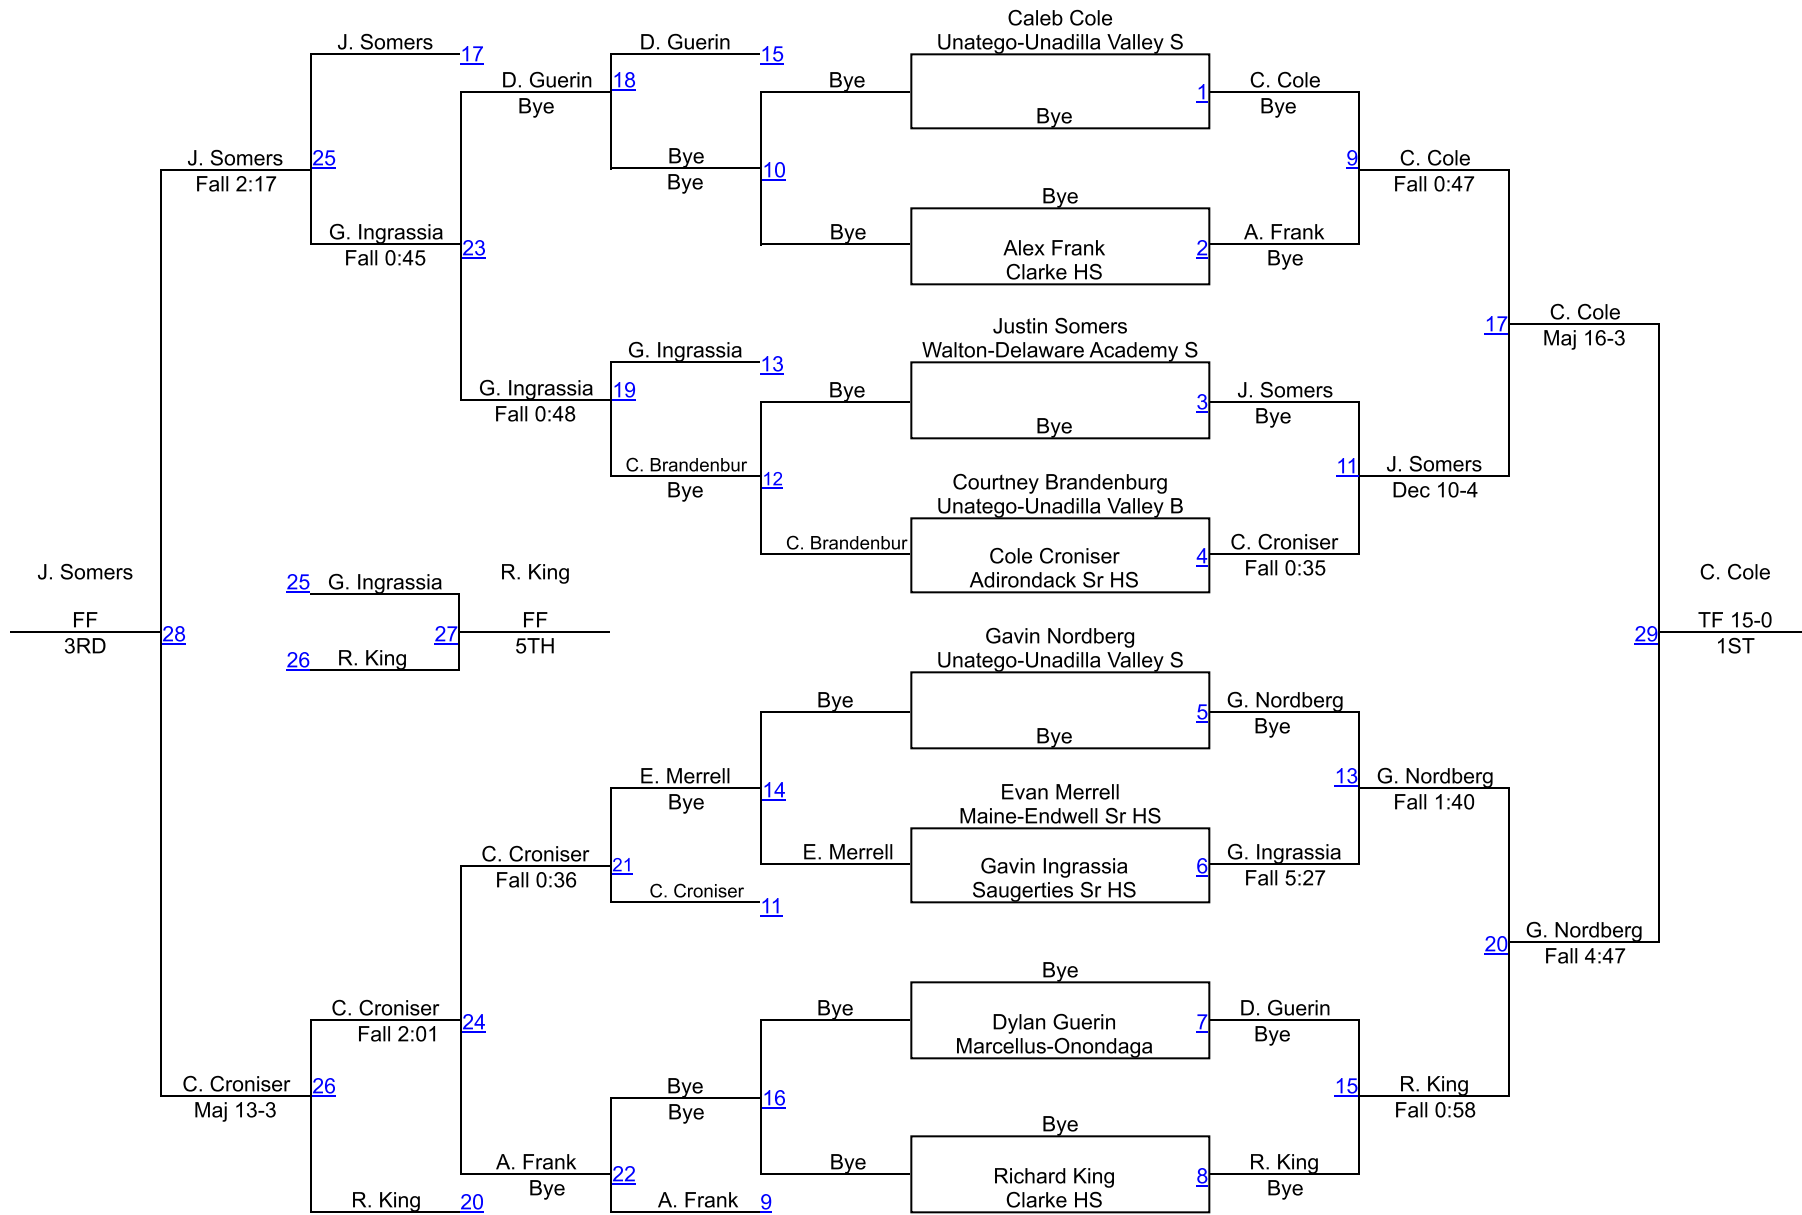 Caleb Cole
Unatego-Unadilla Valley S
J. Somers
17
D. Guerin
15
D. Guerin
Bye
18
Bye
1
C. Cole
Bye
Bye
25
J. Somers
Fall 2:17
Bye
Bye
10
9
C. Cole
Fall 0:47
Bye
G. Ingrassia
Fall 0:45
23
Bye
Alex Frank
Clarke HS
2
A. Frank
Bye
Justin Somers
Walton-Delaware Academy S
17
C. Cole
Maj 16-3
G. Ingrassia
13
G. Ingrassia
Fall 0:48
19
Bye
3
J. Somers
Bye
Bye
C. Brandenbur
Bye
12
11
J. Somers
Dec 10-4
Courtney Brandenburg
Unatego-Unadilla Valley B
C. Brandenbur
Cole Croniser
Adirondack Sr HS
4
C. Croniser
Fall 0:35
J. Somers
FF
3RD
28
25
G. Ingrassia
26
R. King
27
R. King
FF
5TH
C. Cole
29
TF 15-0
1ST
Gavin Nordberg
Unatego-Unadilla Valley S
Bye
5
G. Nordberg
Bye
Bye
E. Merrell
Bye
14
13
G. Nordberg
Fall 1:40
Evan Merrell
Maine-Endwell Sr HS
C. Croniser
Fall 0:36
21
E. Merrell
Gavin Ingrassia
Saugerties Sr HS
6
G. Ingrassia
Fall 5:27
C. Croniser
11
20
G. Nordberg
Fall 4:47
Bye
C. Croniser
Fall 2:01
24
Bye
Dylan Guerin
Marcellus-Onondaga
7
D. Guerin
Bye
C. Croniser
Maj 13-3
26
Bye
Bye
16
15
R. King
Fall 0:58
Bye
A. Frank
Bye
22
Bye
Richard King
Clarke HS
8
R. King
Bye
R. King
20
A. Frank
9